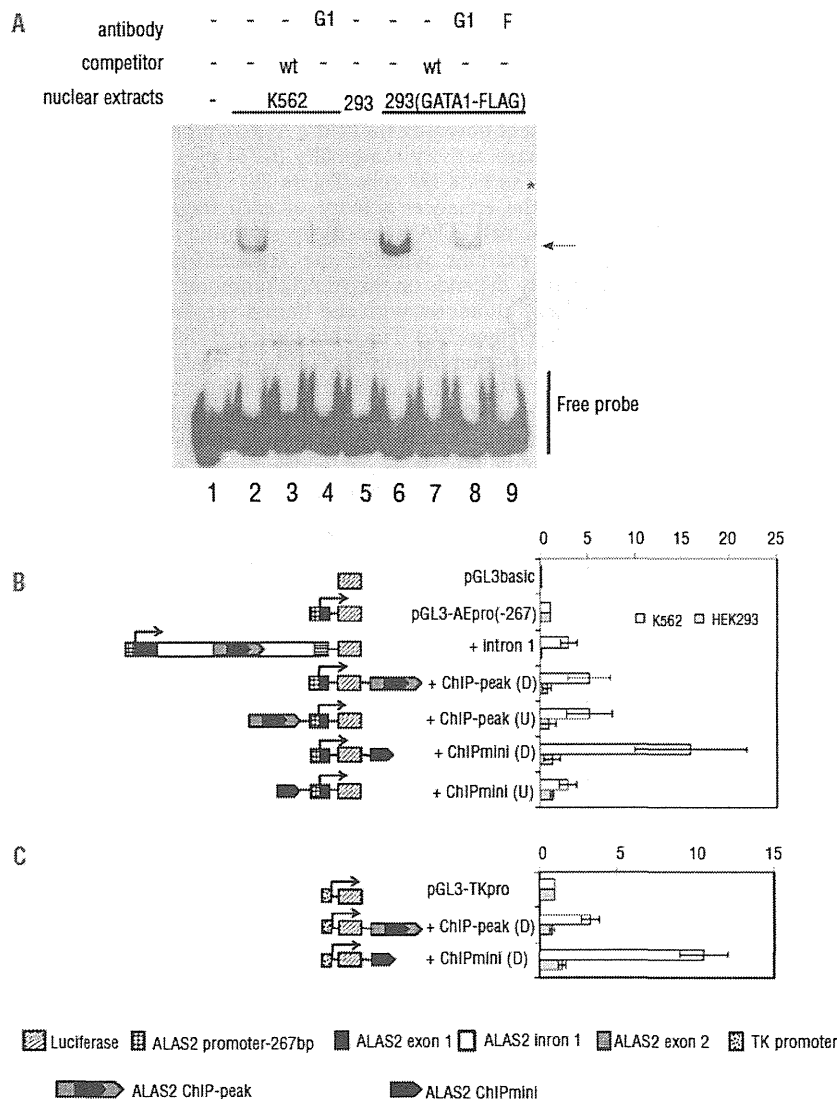 A
antibody - - - G1 - - - G1 F
competitor - - wt - - - wt - -
nuclear extracts - K562 293 293(GATA1-FLAG)
*
Free probe
1 2 3 4 5 6 7 8 9
B
0 5 10 15 20 25
pGL3basic
pGL3-AEpro(-267)
K562 HEK293
+ intron 1
+ ChIP-peak (D)
+ ChIP-peak (U)
+ ChIPmini (D)
+ ChIPmini (U)
C
0 5 10 15
pGL3-TKpro
+ ChIP-peak (D)
+ ChIPmini (D)
Luciferase ALAS2 promoter-267bp ALAS2 exon 1 ALAS2 inron 1 ALAS2 exon 2 TK promoter
ALAS2 ChIP-peak ALAS2 ChIPmini